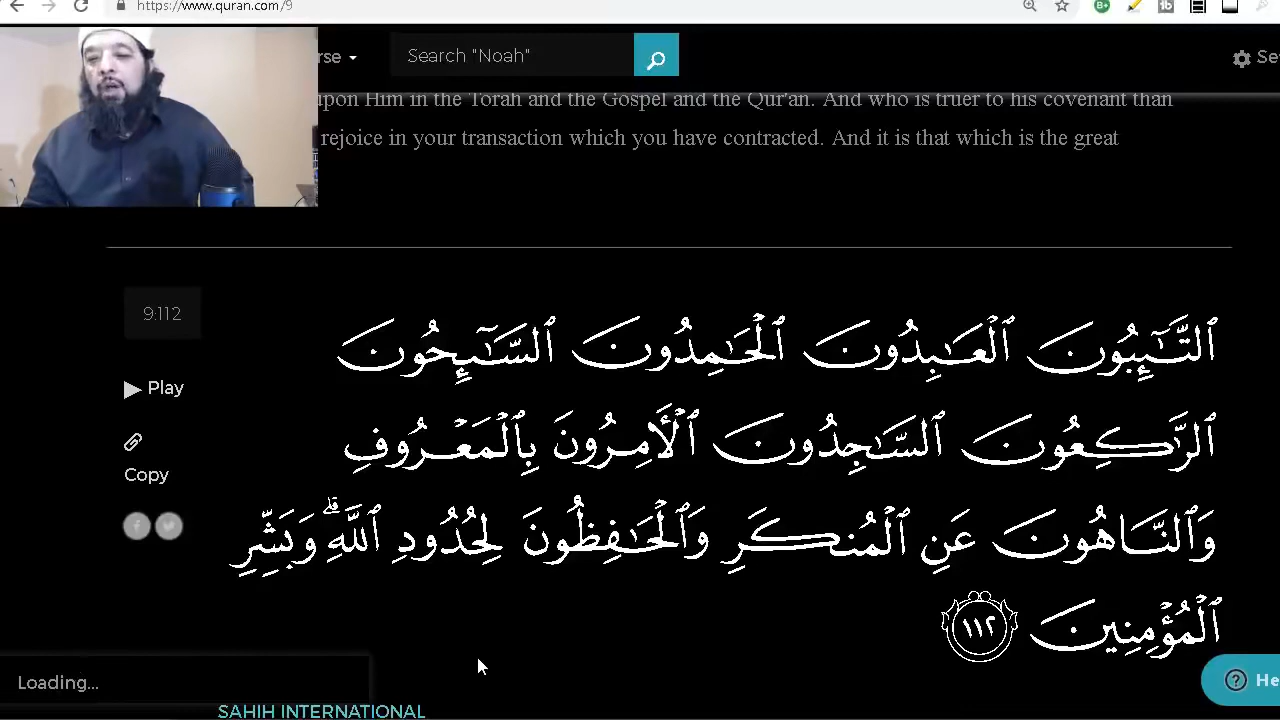 https://www.quran.com/9
rse
Search "Noah"
upon Him in the Torah and the Gospel and the Qur'an. And who is truer to his covenant than
rejoice in your transaction which you have contracted. And it is that which is the great
9:112
ٱلتَّـٰٓئِبُونَ ٱلْعَـٰبِدُونَ ٱلْحَـٰمِدُونَ ٱلسَّـٰٓئِحُونَ
ٱلرَّٰكِعُونَ ٱلسَّـٰجِدُونَ ٱلْـَٔامِرُونَ بِٱلْمَعْرُوفِ
وَٱلنَّاهُونَ عَنِ ٱلْمُنكَرِ وَٱلْحَـٰفِظُونَ لِحُدُودِ ٱللَّهِ ۗ وَبَشِّرِ
ٱلْمُؤْمِنِينَ ١١٢
Play
Copy
Loading...
SAHIH INTERNATIONAL